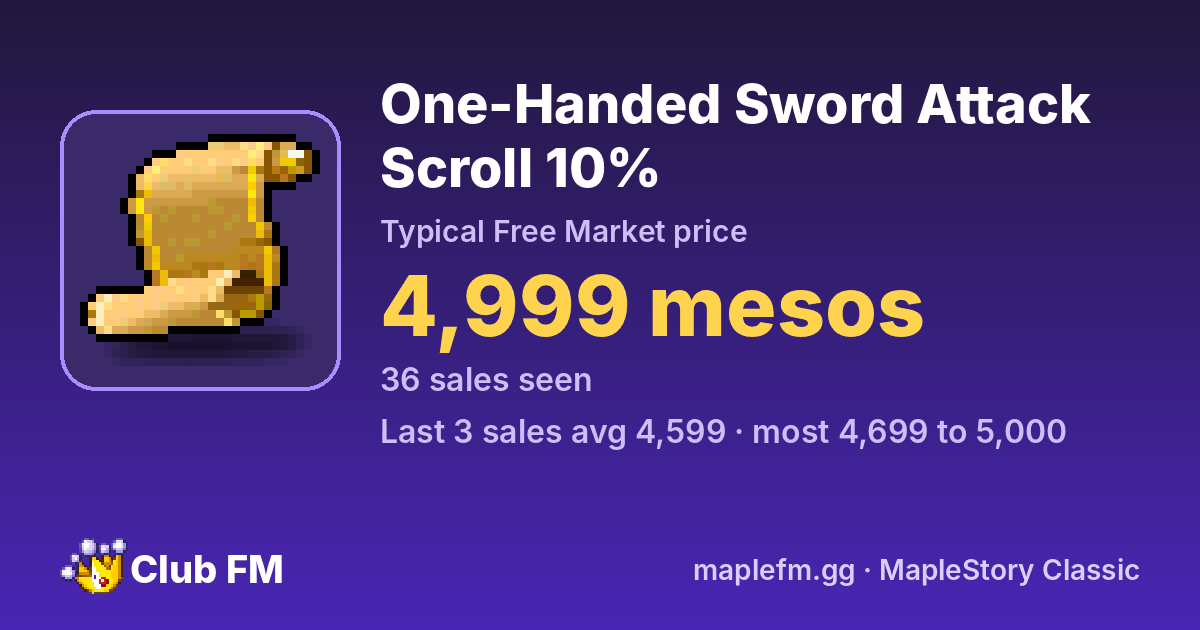 One-Handed Sword Attack
Scroll 10%
Typical Free Market price
4,999 mesos
36 sales seen
Last 3 sales avg 4,599 · most 4,699 to 5,000
Club FM
maplefm.gg · MapleStory Classic